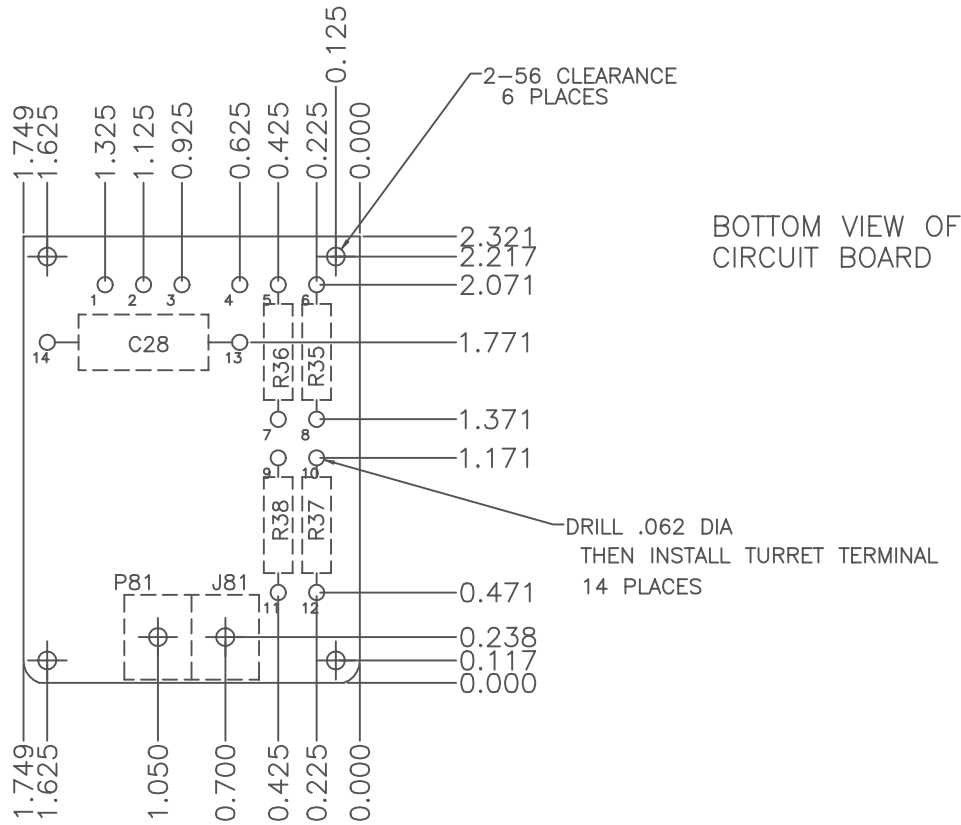 0.125
2-56 CLEARANCE
6 PLACES
1.749
1.625
1.325
1.125
0.925
0.625
0.425
0.225
0.000
BOTTOM VIEW OF
CIRCUIT BOARD
2.321
2.217
2.071
1 2 3 4 5 6
1.771
14 C28 13 R36 R35
1.371
7 8
1.171
9 10
R38 R37
DRILL .062 DIA
THEN INSTALL TURRET TERMINAL
14 PLACES
P81 J81
0.471
11 12
0.238
0.117
0.000
1.749
1.625
1.050
0.700
0.425
0.225
0.000